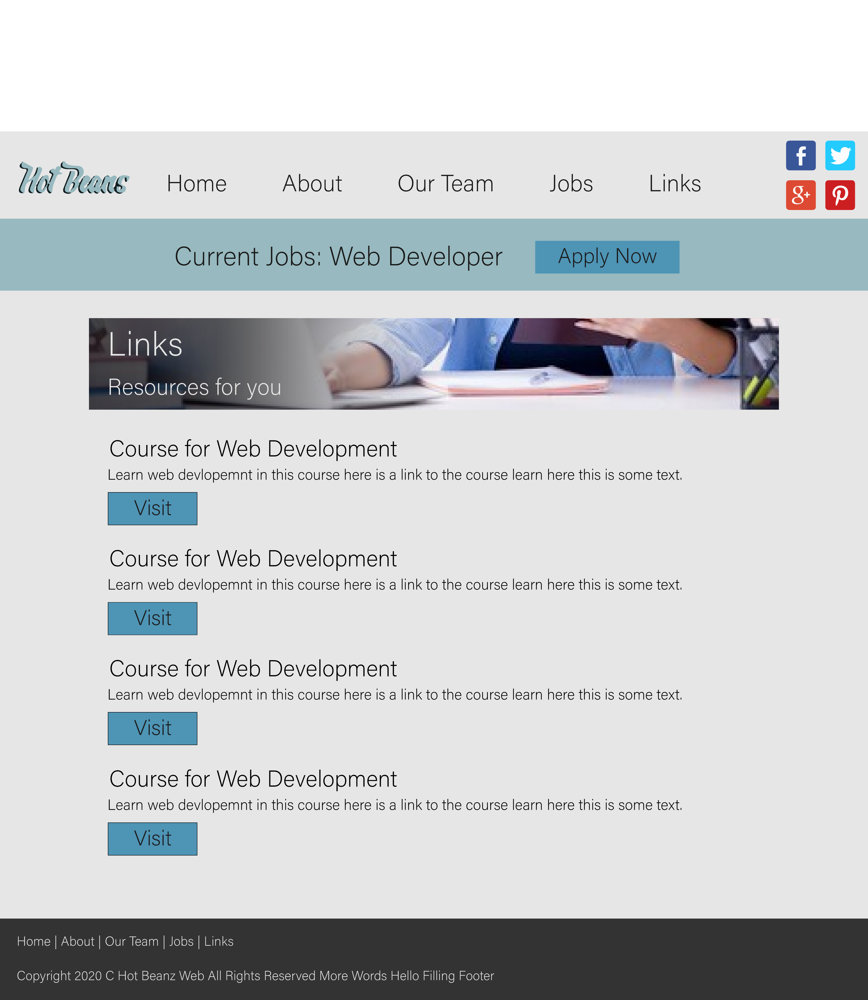 Hot Beans
Home About Our Team Jobs Links
Current Jobs: Web Developer Apply Now
Links
Resources for you
Course for Web Development
Learn web devlopemnt in this course here is a link to the course learn here this is some text.
Visit
Course for Web Development
Learn web devlopemnt in this course here is a link to the course learn here this is some text.
Visit
Course for Web Development
Learn web devlopemnt in this course here is a link to the course learn here this is some text.
Visit
Course for Web Development
Learn web devlopemnt in this course here is a link to the course learn here this is some text.
Visit
Home | About | Our Team | Jobs | Links
Copyright 2020 C Hot Beanz Web All Rights Reserved More Words Hello Filling Footer